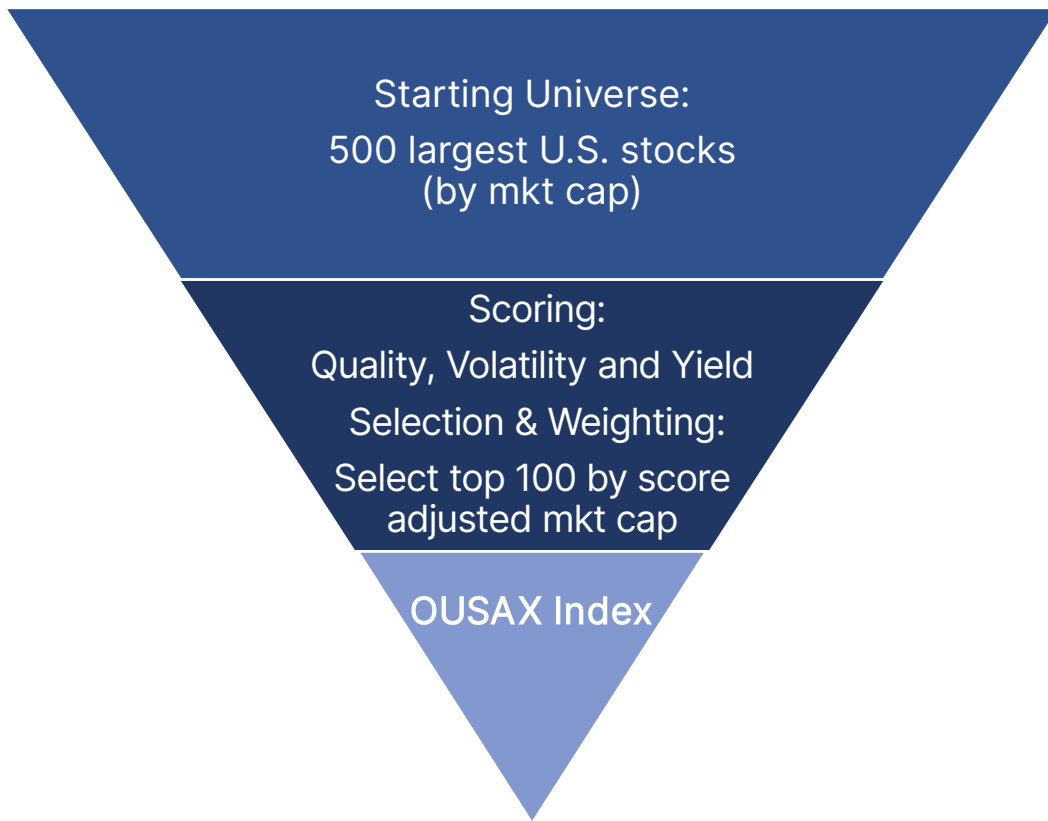 Starting Universe:
500 largest U.S. stocks
(by mkt cap)
Scoring:
Quality, Volatility and Yield
Selection & Weighting:
Select top 100 by score
adjusted mkt cap
OUSAX Index